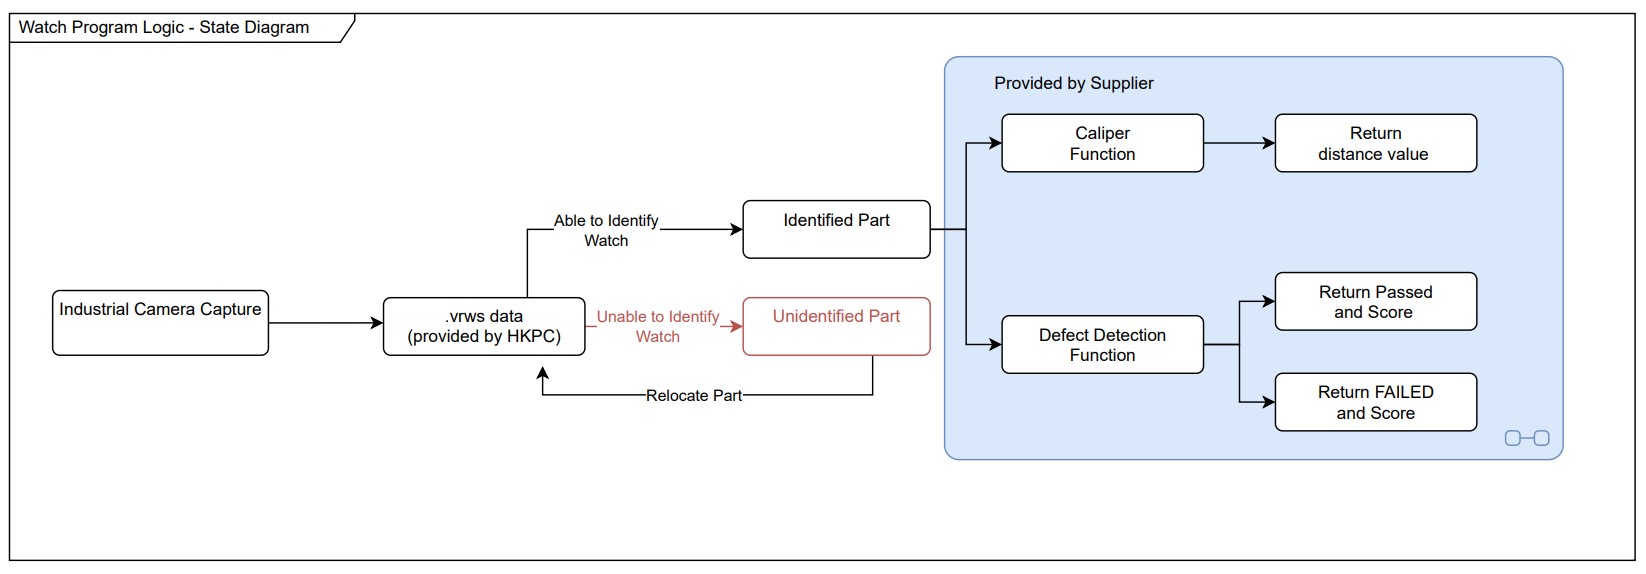 Watch Program Logic - State Diagram
Provided by Supplier
Caliper
Function
Return
distance value
Able to Identify
Watch
Identified Part
Industrial Camera Capture
.vrws data
(provided by HKPC)
Unable to Identify
Watch
Unidentified Part
Relocate Part
Defect Detection
Function
Return Passed
and Score
Return FAILED
and Score